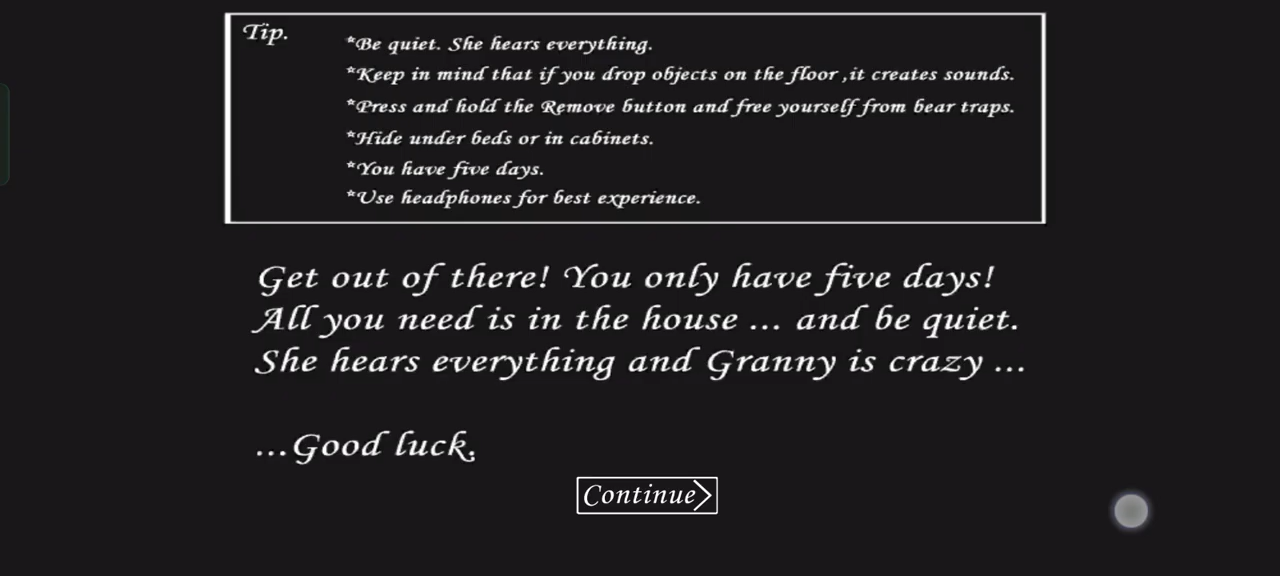 Tip.
*Be quiet. She hears everything.
*Keep in mind that if you drop objects on the floor ,it creates sounds.
*Press and hold the Remove button and free yourself from bear traps.
*Hide under beds or in cabinets.
*You have five days.
*Use headphones for best experience.
Get out of there! You only have five days!
All you need is in the house ... and be quiet.
She hears everything and Granny is crazy ...
...Good luck.
Continue>